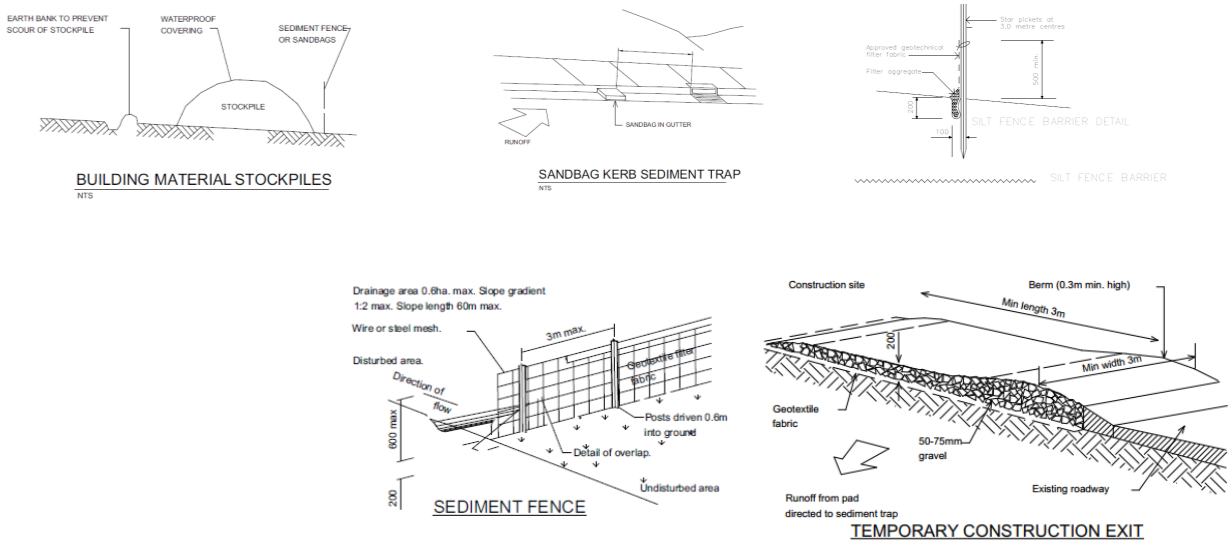 EARTH BANK TO PREVENT
SCOUR OF STOCKPILE
WATERPROOF
COVERING
SEDIMENT FENCE
OR SANDBAGS
STOCKPILE
BUILDING MATERIAL STOCKPILES
NTS
RUNOFF
SANDBAG IN GUTTER
SANDBAG KERB SEDIMENT TRAP
NTS
Star pickets at
3.0 metre centres
Approved geotechnical
filter fabric
Filter aggregate
500 min.
200
100
SILT FENCE BARRIER DETAIL
SILT FENCE BARRIER
Drainage area 0.6ha. max. Slope gradient
1:2 max. Slope length 60m max.
Wire or steel mesh.
3m max.
Disturbed area.
Geotextile filter
fabric
Direction of
flow
600 max
200
Posts driven 0.6m
into ground
Detail of overlap.
Undisturbed area
SEDIMENT FENCE
Construction site
Berm (0.3m min. high)
Min length 3m
200
Min width 3m
Geotextile
fabric
50-75mm
gravel
Existing roadway
Runoff from pad
directed to sediment trap
TEMPORARY CONSTRUCTION EXIT